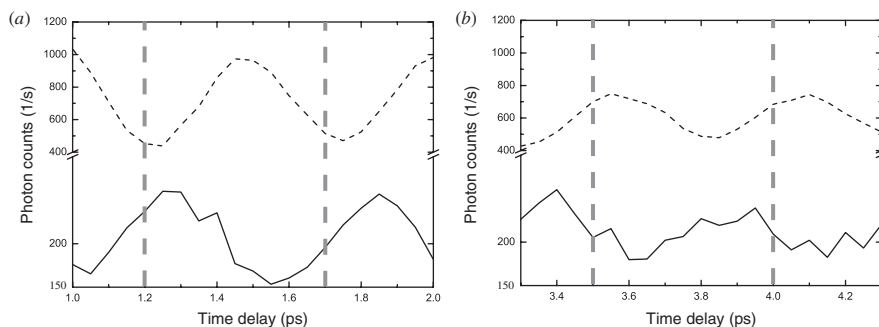 (a)
1200
1000
800
600
400
200
150
Photon counts (1/s)
1.0 1.2 1.4 1.6 1.8 2.0
Time delay (ps)
(b)
1200
1000
800
600
400
200
150
Photon counts (1/s)
3.4 3.6 3.8 4.0 4.2
Time delay (ps)